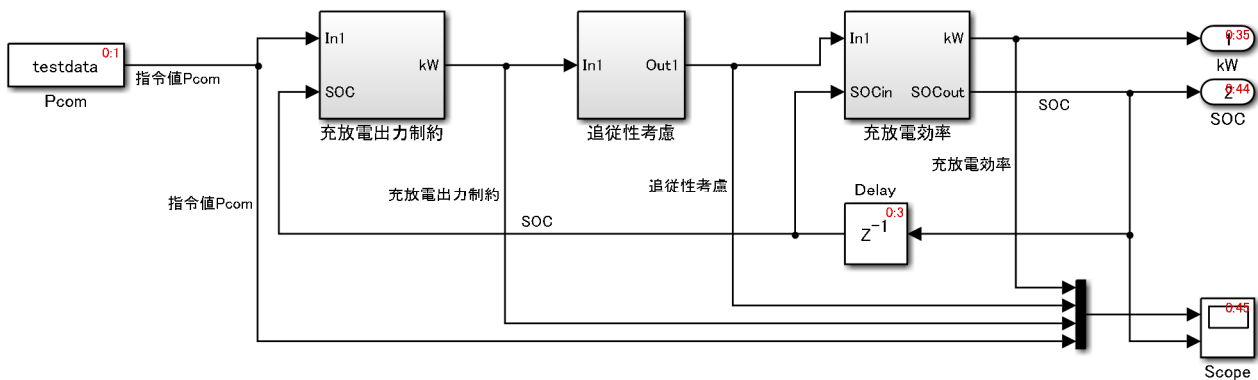 testdata
0:1
Pcom
指令値Pcom
In1
SOC
kW
充放電出力制約
In1
Out1
追従性考慮
In1
SOCin
kW
SOCout
充放電効率
0:35
kW
SOC
0:44
SOC
指令値Pcom
充放電出力制約
追従性考慮
充放電効率
SOC
Delay
0:3
Z-1
0:45
Scope